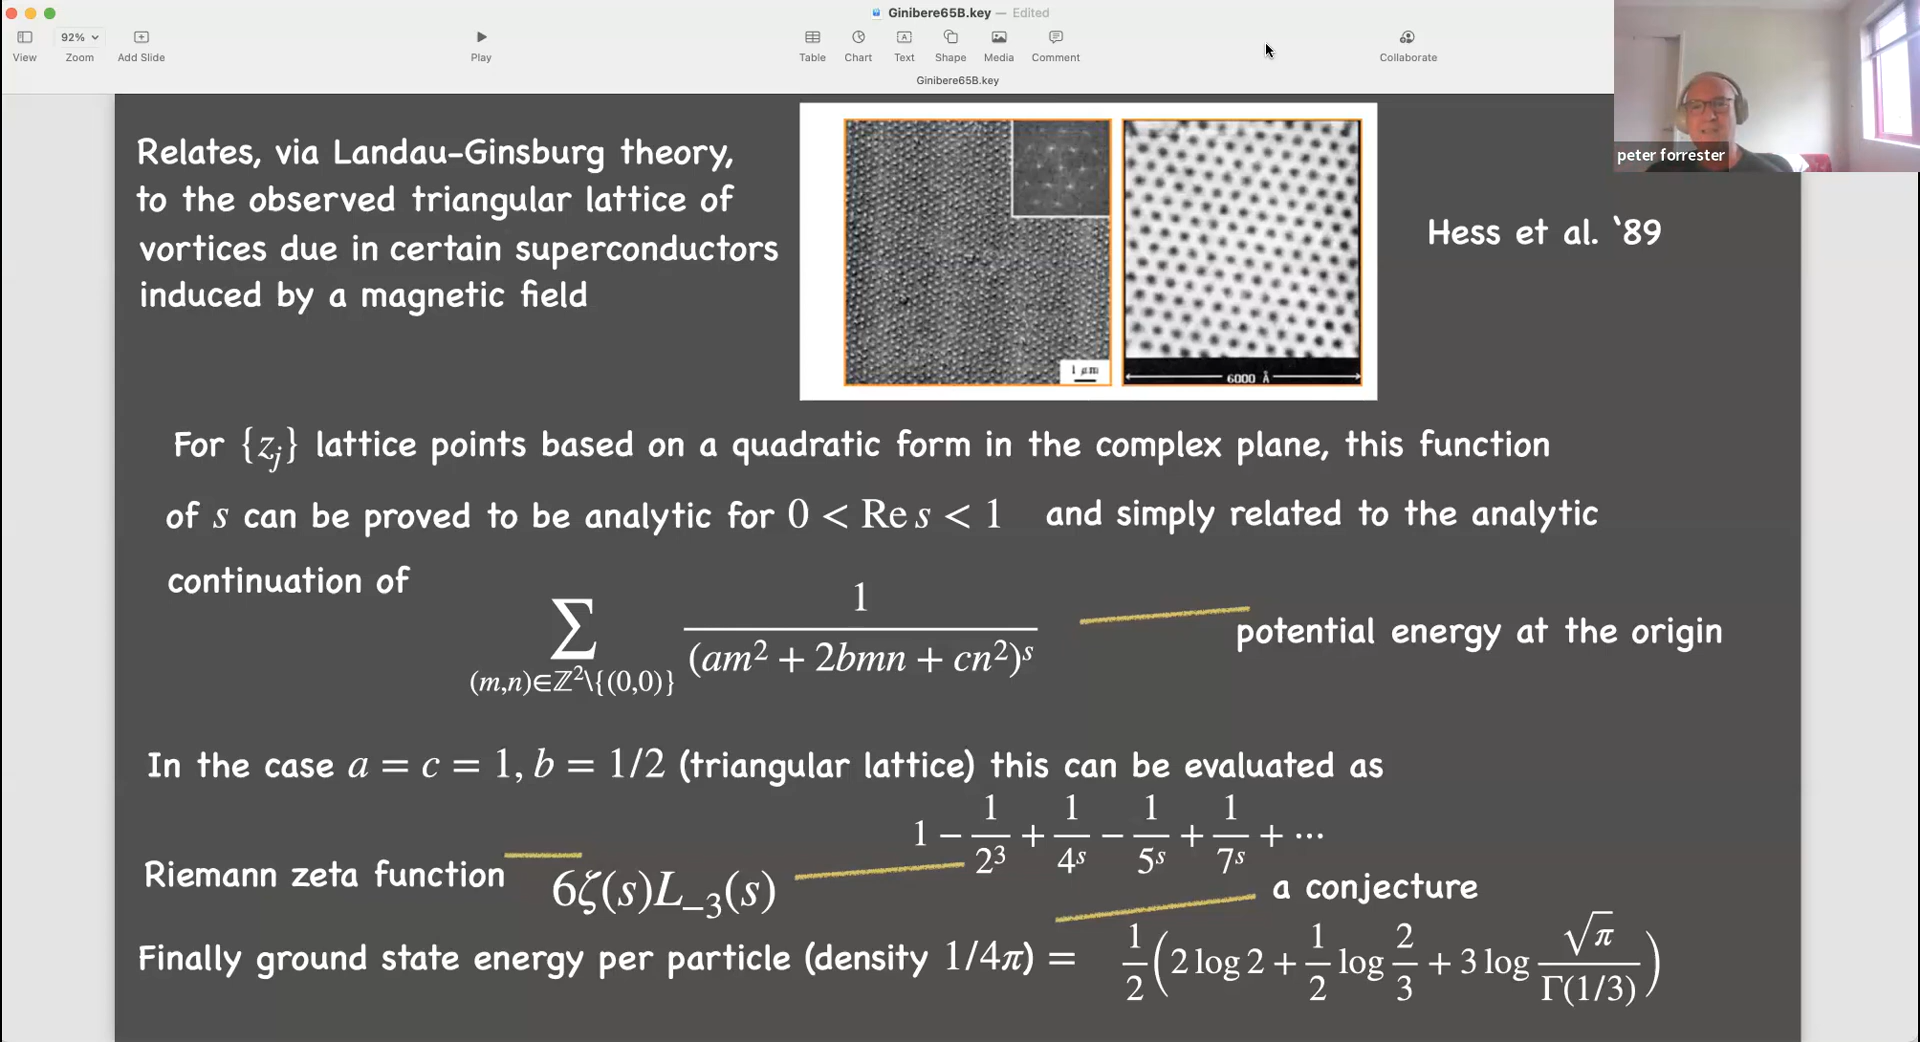 Ginibere65B.key — Edited
92%
View Zoom Add Slide Play Table Chart Text Shape Media Comment Collaborate
Ginibere65B.key
peter forrester
Relates, via Landau-Ginsburg theory,
to the observed triangular lattice of
vortices due in certain superconductors
induced by a magnetic field
1 μm
6000 Å
Hess et al. ‘89
For {z_j} lattice points based on a quadratic form in the complex plane, this function
of s can be proved to be analytic for 0 < Re s < 1 and simply related to the analytic
continuation of
∑_{(m,n)∈ℤ²\{(0,0)}} 1/(am² + 2bmn + cn²)^s
potential energy at the origin
In the case a = c = 1, b = 1/2 (triangular lattice) this can be evaluated as
1 − 1/2³ + 1/4^s − 1/5^s + 1/7^s + ⋯
Riemann zeta function 6ζ(s)L_{−3}(s)
a conjecture
Finally ground state energy per particle (density 1/4π) = 1/2(2 log 2 + 1/2 log 2/3 + 3 log √π/Γ(1/3))